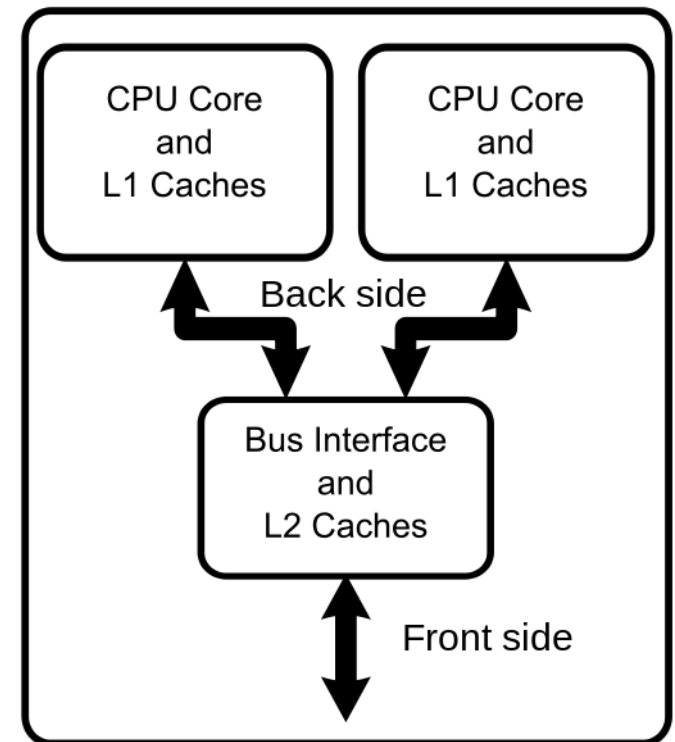 CPU Core
and
L1 Caches
CPU Core
and
L1 Caches
Back side
Bus Interface
and
L2 Caches
Front side